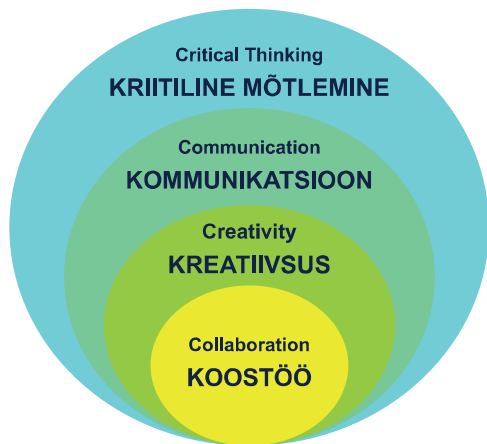 Critical Thinking
KRIITILINE MÕTLEMINE
Communication
KOMMUNIKATSIOON
Creativity
KREATIIVSUS
Collaboration
KOOSTÖÖ